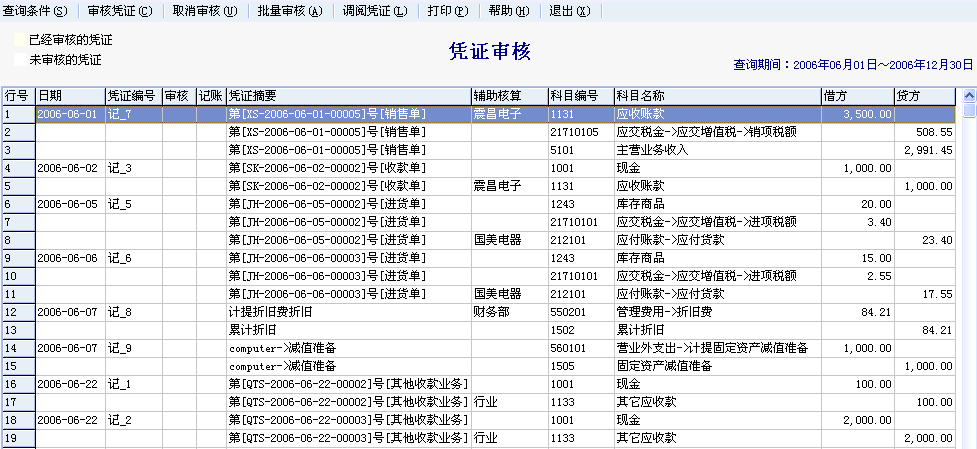 查询条件(S) 审核凭证(C) 取消审核(U) 批量审核(A) 调阅凭证(L) 打印(P) 帮助(H) 退出(X)
已经审核的凭证
未审核的凭证
凭证审核
查询期间：2006年06月01日～2006年12月30日
行号 日期 凭证编号 审核 记账 凭证摘要 辅助核算 科目编号 科目名称 借方 贷方
1 2006-06-01 记_7 第[XS-2006-06-01-00005]号[销售单] 震昌电子 1131 应收账款 3,500.00
2 第[XS-2006-06-01-00005]号[销售单] 21710105 应交税金->应交增值税->销项税额 508.55
3 第[XS-2006-06-01-00005]号[销售单] 5101 主营业务收入 2,991.45
4 2006-06-02 记_3 第[SK-2006-06-02-00002]号[收款单] 1001 现金 1,000.00
5 第[SK-2006-06-02-00002]号[收款单] 震昌电子 1131 应收账款 1,000.00
6 2006-06-05 记_5 第[JH-2006-06-05-00002]号[进货单] 1243 库存商品 20.00
7 第[JH-2006-06-05-00002]号[进货单] 21710101 应交税金->应交增值税->进项税额 3.40
8 第[JH-2006-06-05-00002]号[进货单] 国美电器 212101 应付账款->应付货款 23.40
9 2006-06-06 记_6 第[JH-2006-06-06-00003]号[进货单] 1243 库存商品 15.00
10 第[JH-2006-06-06-00003]号[进货单] 21710101 应交税金->应交增值税->进项税额 2.55
11 第[JH-2006-06-06-00003]号[进货单] 国美电器 212101 应付账款->应付货款 17.55
12 2006-06-07 记_8 计提折旧费折旧 财务部 550201 管理费用->折旧费 84.21
13 累计折旧 1502 累计折旧 84.21
14 2006-06-07 记_9 computer->减值准备 560101 营业外支出->计提固定资产减值准备 1,000.00
15 computer->减值准备 1505 固定资产减值准备 1,000.00
16 2006-06-22 记_1 第[QTS-2006-06-22-00002]号[其他收款业务] 1001 现金 100.00
17 第[QTS-2006-06-22-00002]号[其他收款业务] 行业 1133 其它应收款 100.00
18 2006-06-22 记_2 第[QTS-2006-06-22-00003]号[其他收款业务] 1001 现金 2,000.00
19 第[QTS-2006-06-22-00003]号[其他收款业务] 行业 1133 其它应收款 2,000.00